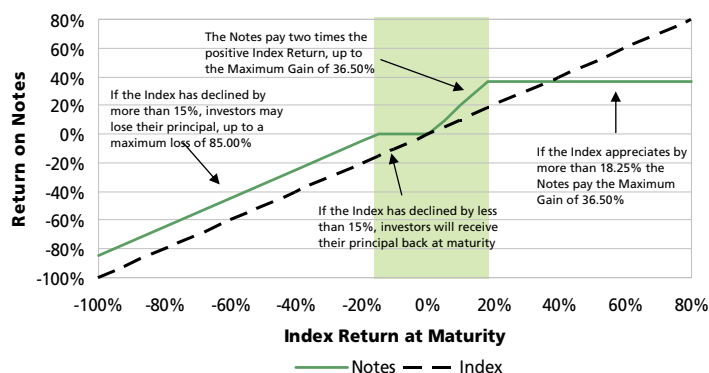 80%
60%
40%
20%
0%
-20%
-40%
-60%
-80%
-100%
Return on Notes
The Notes pay two times the
positive Index Return, up to
the Maximum Gain of 36.50%
If the Index has declined by
more than 15%, investors may
lose their principal, up to a
maximum loss of 85.00%
If the Index has declined by less
than 15%, investors will receive
their principal back at maturity
If the Index appreciates by
more than 18.25% the
Notes pay the Maximum
Gain of 36.50%
-100% -80% -60% -40% -20% 0% 20% 40% 60% 80%
Index Return at Maturity
Notes Index